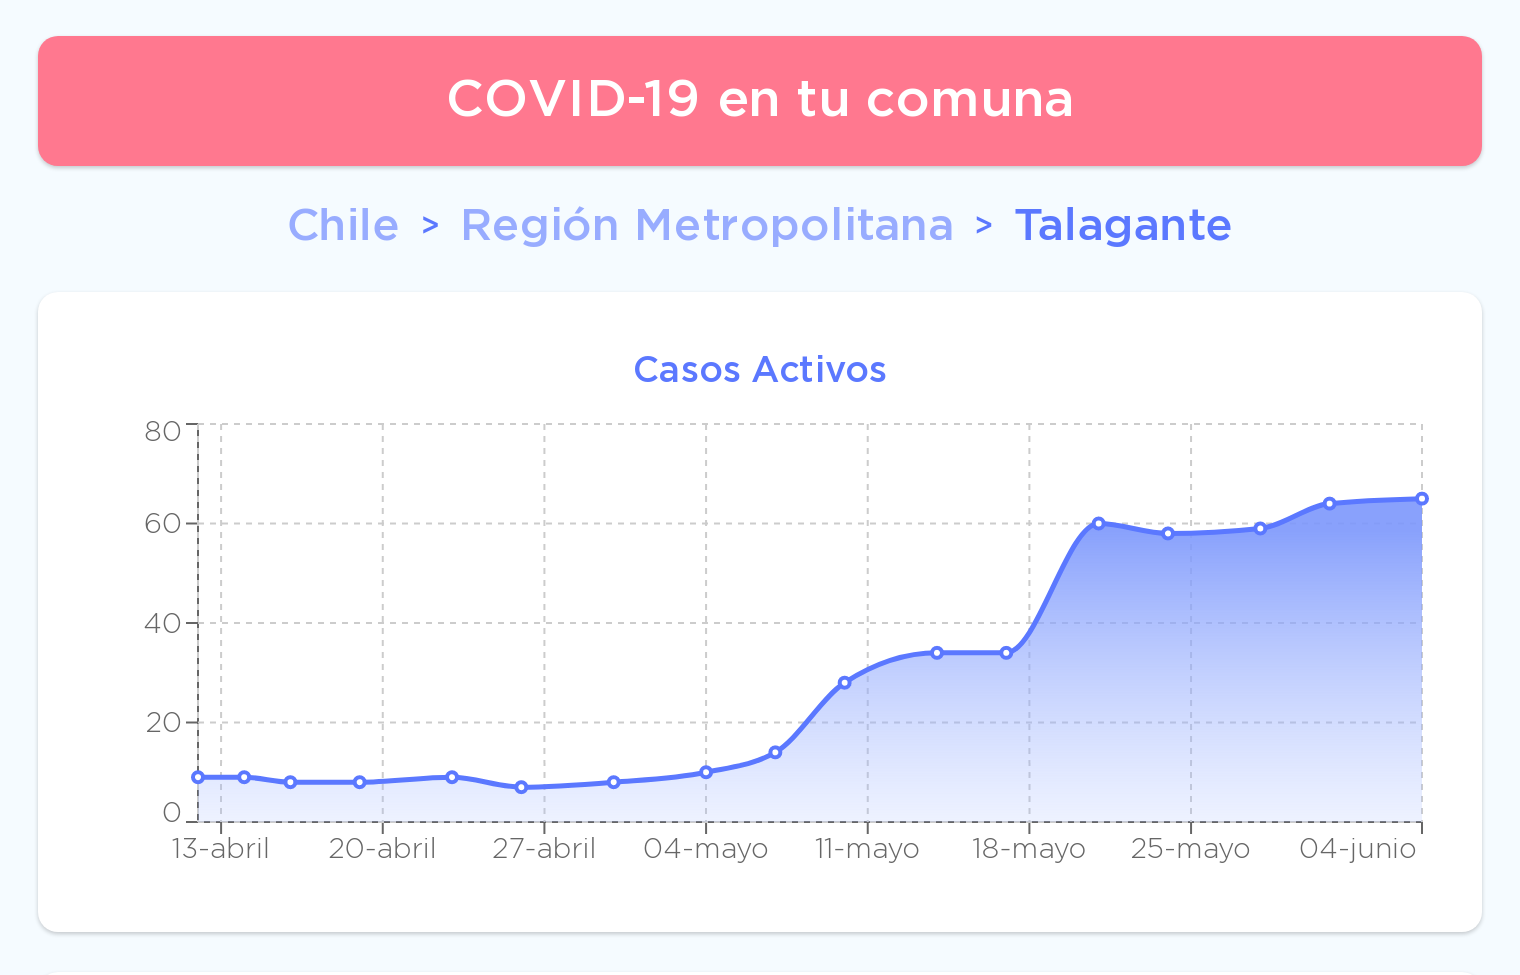 COVID-19 en tu comuna
Chile > Región Metropolitana > Talagante
Casos Activos
80
60
40
20
0
13-abril 20-abril 27-abril 04-mayo 11-mayo 18-mayo 25-mayo 04-junio